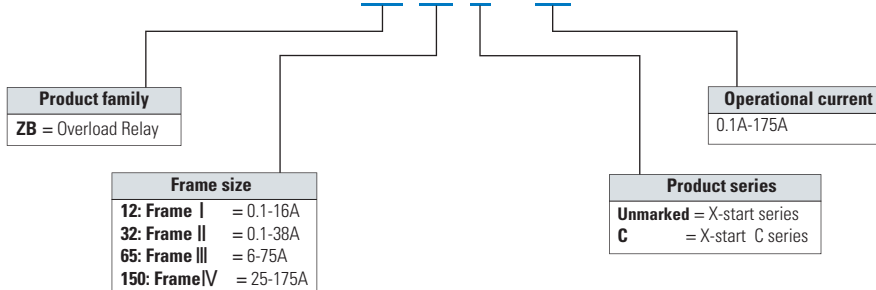 Product family
ZB = Overload Relay
Frame size
12: Frame Ⅰ = 0.1-16A
32: Frame Ⅱ = 0.1-38A
65: Frame Ⅲ = 6-75A
150: FrameⅣ = 25-175A
Product series
Unmarked = X-start series
C = X-start C series
Operational current
0.1A-175A